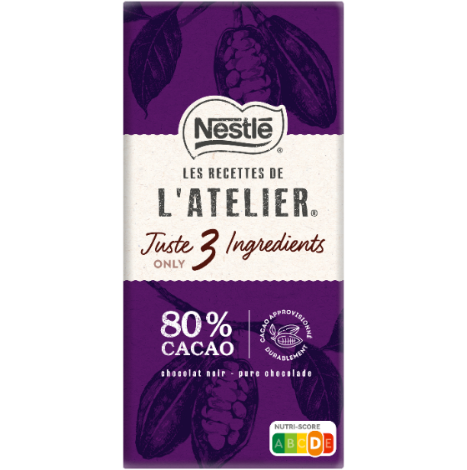 Nestlé®
LES RECETTES DE
L'ATELIER®
Juste 3 Ingredients
ONLY
80%
CACAO
CACAO APPROVISIONNÉ
DURABLEMENT
chocolat noir - pure chocolade
NUTRI-SCORE
A B C D E